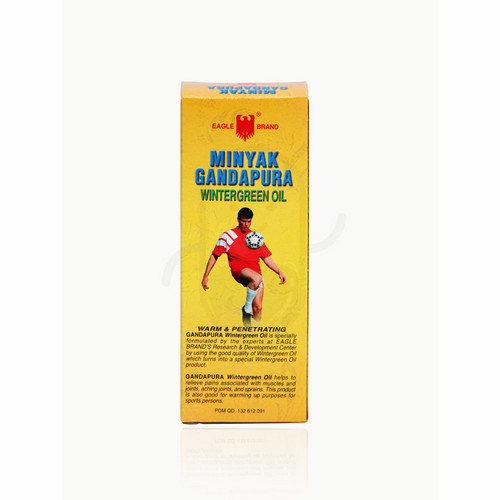 MINYAK
GANDAPURA
EAGLE ® BRAND
MINYAK
GANDAPURA
WINTERGREEN OIL
WARM & PENETRATING
GANDAPURA Wintergreen Oil is specially
formulated by the experts at EAGLE
BRAND'S Research & Development Center
by using the good quality of Wintergreen Oil
which turns into a special Wintergreen Oil
product.
GANDAPURA Wintergreen Oil helps to
relieve pains associated with muscles and
joints, aching joints, and sprains. This product
is also good for warming up purposes for
sports persons.
POM QD. 132 612 091